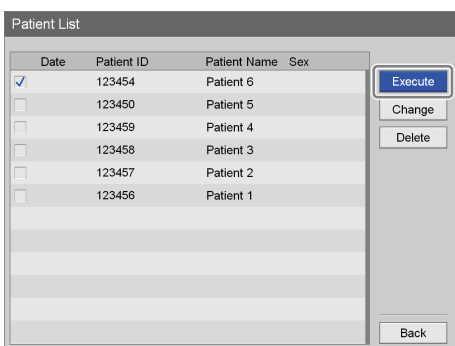 Patient List
Date Patient ID Patient Name Sex
123454 Patient 6
123450 Patient 5
123459 Patient 4
123458 Patient 3
123457 Patient 2
123456 Patient 1
Execute
Change
Delete
Back